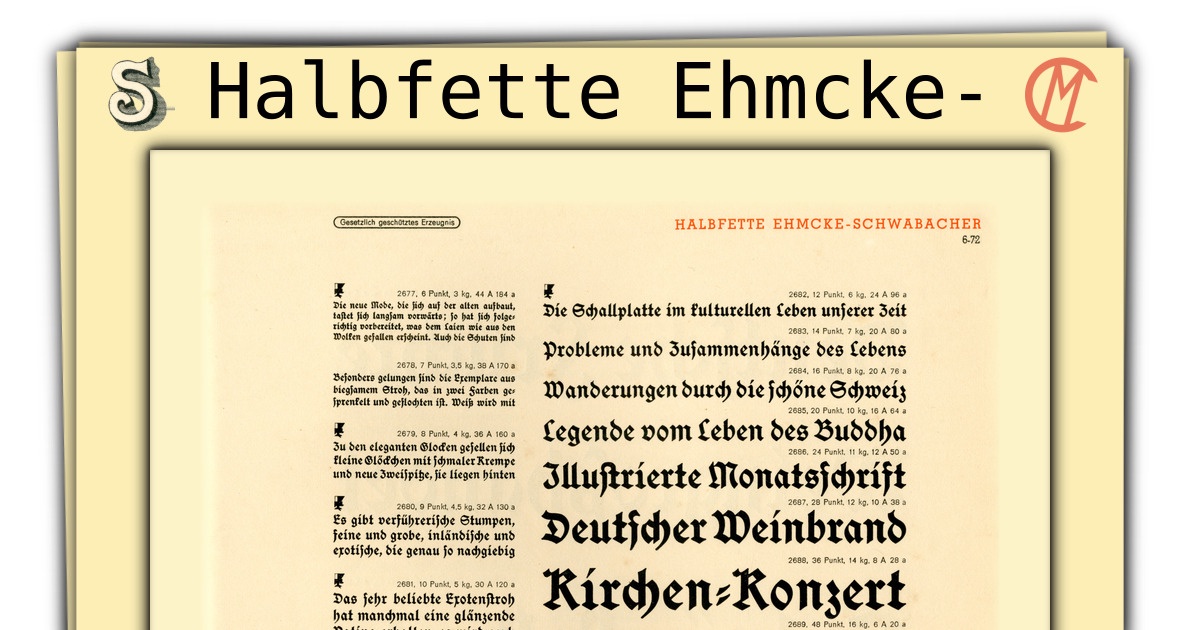 S Halbfette Ehmcke-
Gesetzlich geschütztes Erzeugnis
HALBFETTE EHMCKE-SCHWABACHER
6-72
2677, 6 Punkt, 3 kg, 44 A 184 a
Die neue Mode, die sich auf der alten aufbaut,
tastet sich langsam vorwärts; so hat sich folge-
richtig vorbereitet, was dem Laien wie aus den
Wolken gefallen erscheint. Auch die Schuten sind
2678, 7 Punkt, 3,5 kg, 38 A 170 a
Besonders gelungen sind die Exemplare aus
biegsamem Stroh, das in zwei Farben ge-
sprenkelt und geflochten ist. Weiß wird mit
2679, 8 Punkt, 4 kg, 36 A 160 a
Zu den eleganten Glocken gesellen sich
kleine Glöckchen mit schmaler Krempe
und neue Zweispitze, sie liegen hinten
2680, 9 Punkt, 4,5 kg, 32 A 130 a
Es gibt verführerische Stumpen,
feine und grobe, inländische und
exotische, die genau so nachgiebig
2681, 10 Punkt, 5 kg, 30 A 120 a
Das sehr beliebte Exotenstroh
hat manchmal eine glänzende
2682, 12 Punkt, 6 kg, 24 A 96 a
Die Schallplatte im kulturellen Leben unserer Zeit
2683, 14 Punkt, 7 kg, 20 A 80 a
Probleme und Zusammenhänge des Lebens
2684, 16 Punkt, 8 kg, 20 A 76 a
Wanderungen durch die schöne Schweiz
2685, 20 Punkt, 10 kg, 16 A 64 a
Legende vom Leben des Buddha
2686, 24 Punkt, 11 kg, 12 A 50 a
Illustrierte Monatsschrift
2687, 28 Punkt, 12 kg, 10 A 38 a
Deutscher Weinbrand
2688, 36 Punkt, 14 kg, 8 A 28 a
Kirchen-Konzert
2689, 48 Punkt, 16 kg, 6 A 20 a